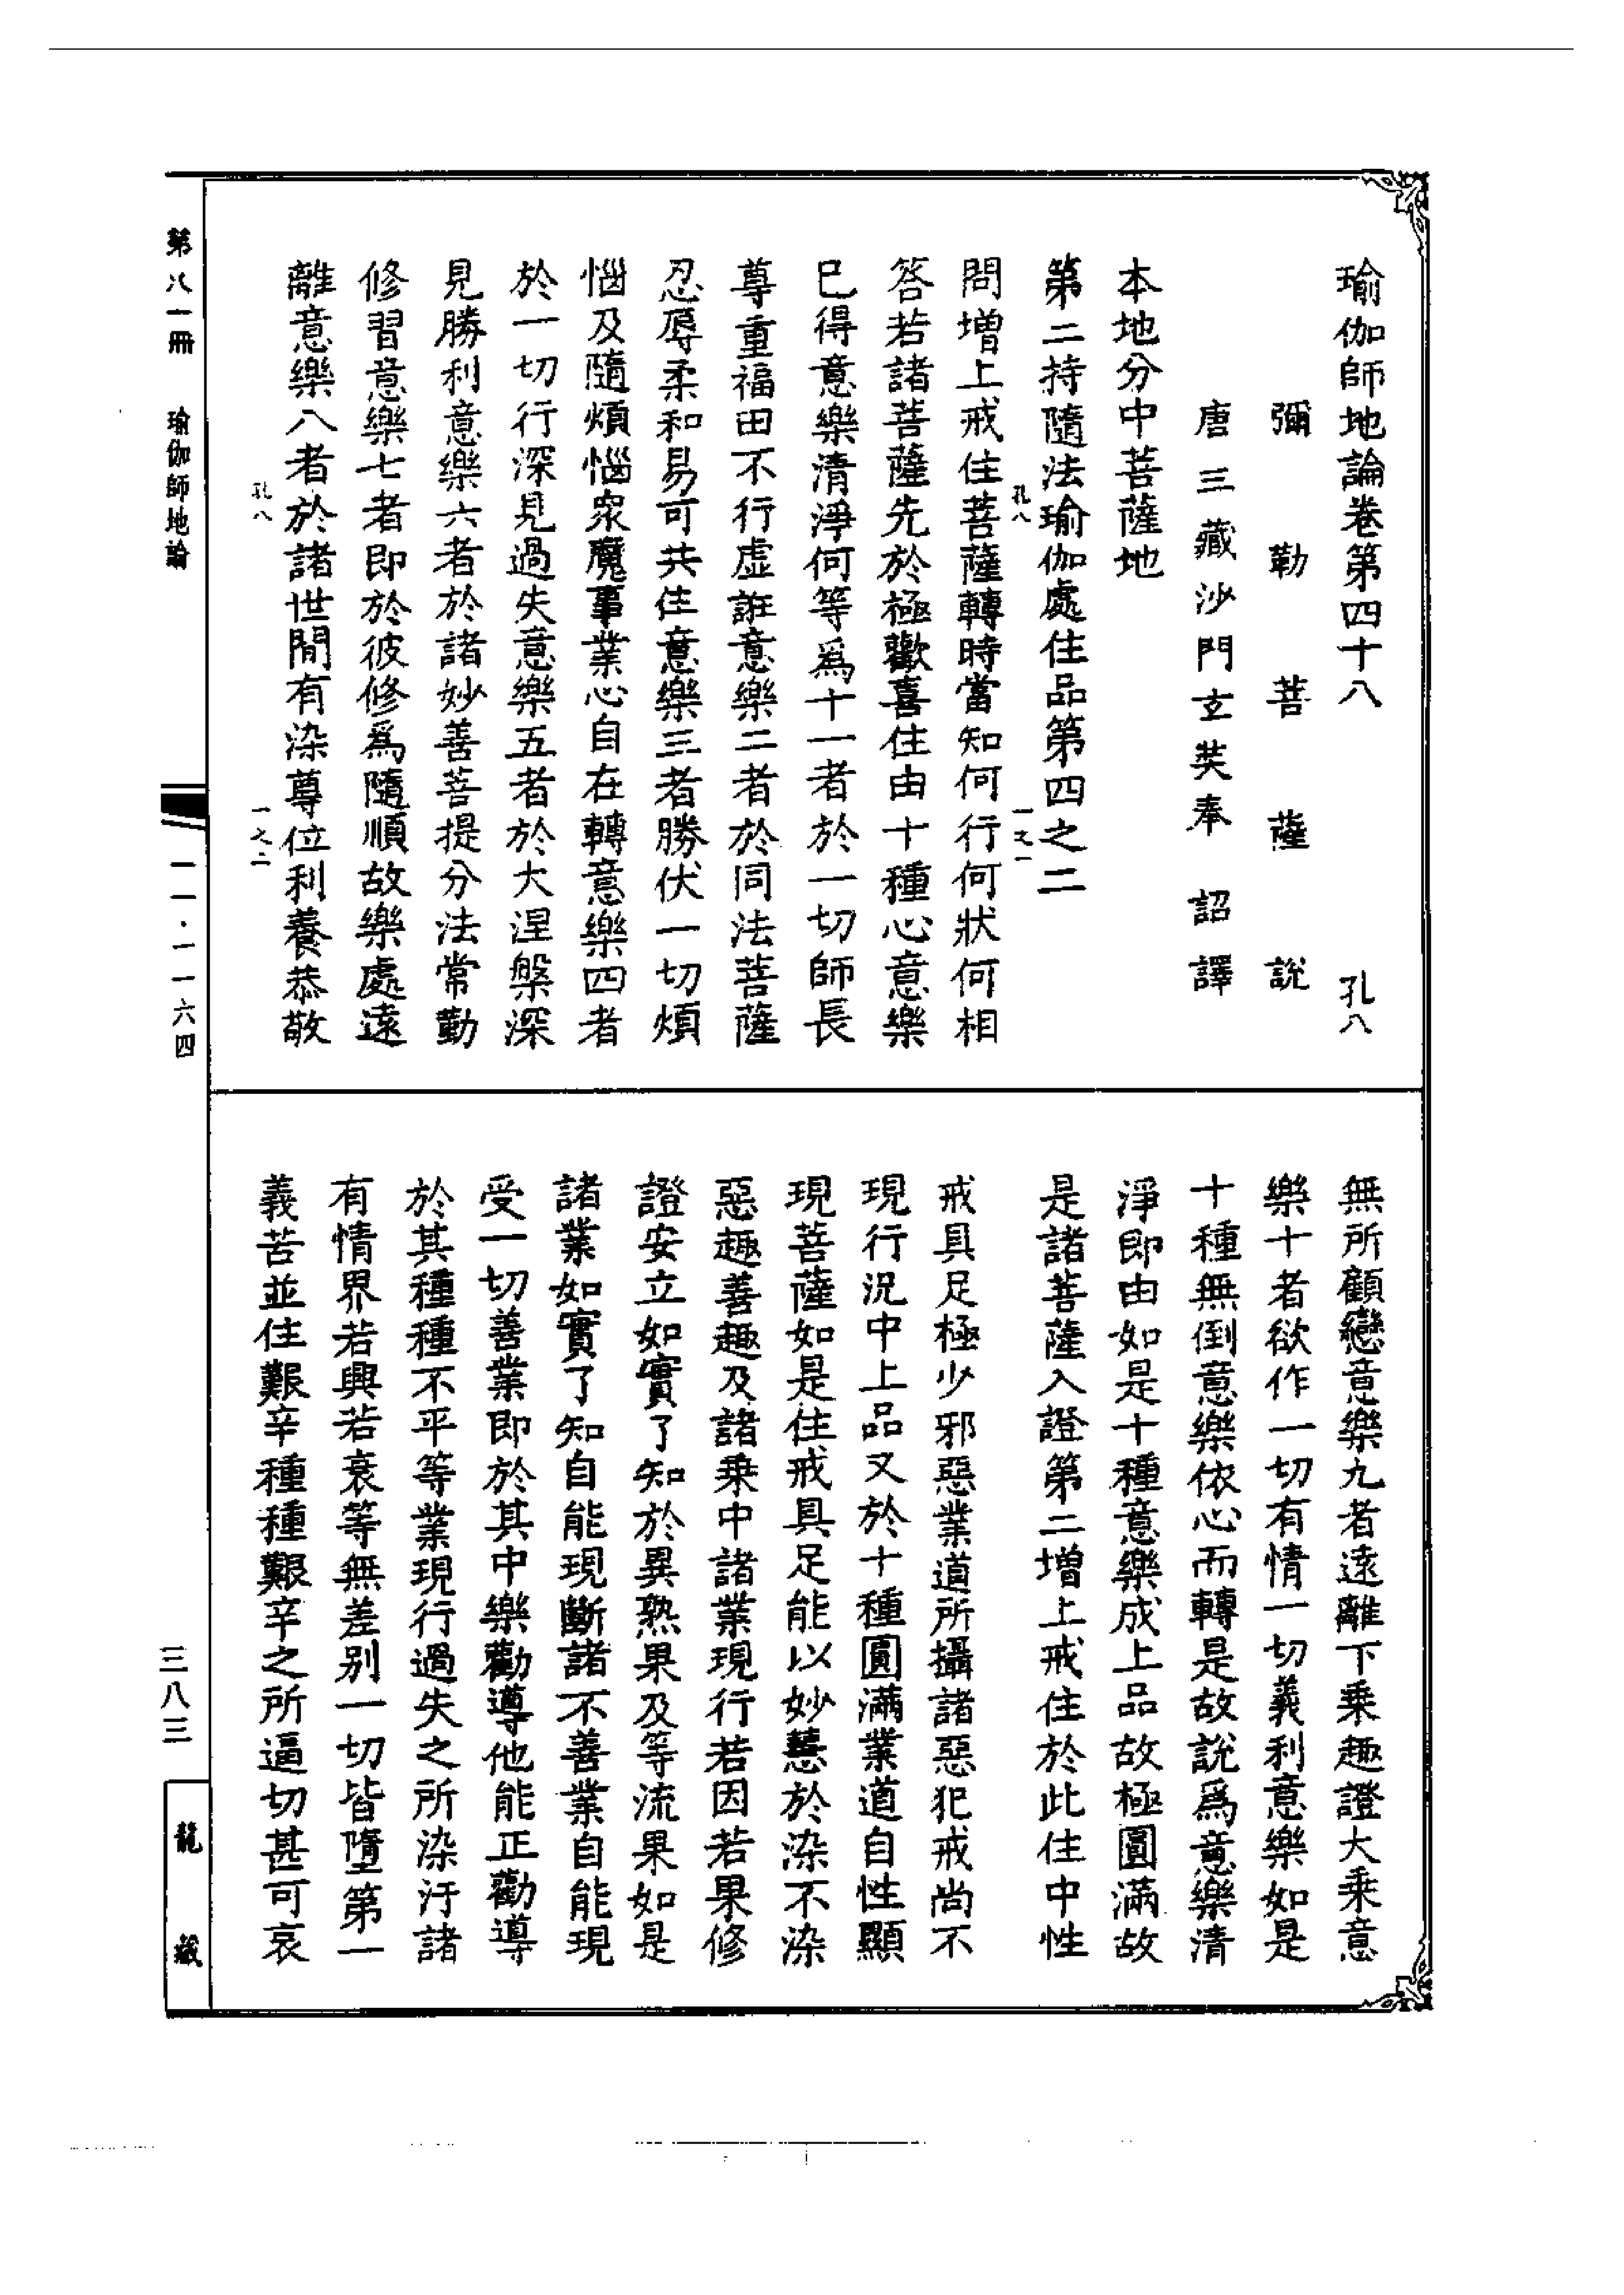 瑜伽師地論卷第四十八 孔八
彌勒菩薩說
唐三藏沙門玄奘奉 詔譯
本地分中菩薩地
第二持隨法瑜伽處住品第四之二
孔八 一之一
問增上戒住菩薩轉時當知何行何狀何相
答若諸菩薩先於極歡喜住由十種心意樂
已得意樂清淨何等爲十一者於一切師長
尊重福田不行虛誑意樂二者於同法菩薩
忍辱柔和易可共住意樂三者勝伏一切煩
惱及隨煩惱眾魔事業心自在轉意樂四者
於一切行深見過失意樂五者於大涅槃深
見勝利意樂六者於諸妙善菩提分法常勤
修習意樂七者即於彼修爲隨順故樂處遠
離意樂八者於諸世間有染尊位利養恭敬
孔八 一之二
無所顧戀意樂九者遠離下乘趣證大乘意
樂十者欲作一切有情一切義利意樂如是
十種無倒意樂依心而轉是故說爲意樂清
淨即由如是十種意樂成上品故極圓滿故
是諸菩薩入證第二增上戒住於此住中性
戒具足極少邪惡業道所攝諸惡犯戒尚不
現行況中上品又於十種圓滿業道自性顯
現菩薩如是住戒具足能以妙慧於染不染
惡趣善趣及諸乘中諸業現行若因若果修
證安立如實了知於異熟果及等流果如是
諸業如實了知自能現斷諸不善業自能現
受一切善業即於其中樂勸導他能正勸導
於其種種不平等業現行過失之所染汙諸
有情界若興若衰等無差别一切皆墮第一
義苦並住艱辛種種艱辛之所逼切甚可哀
第八一冊 瑜伽師地論
一一·一一六四
三八三
龍藏